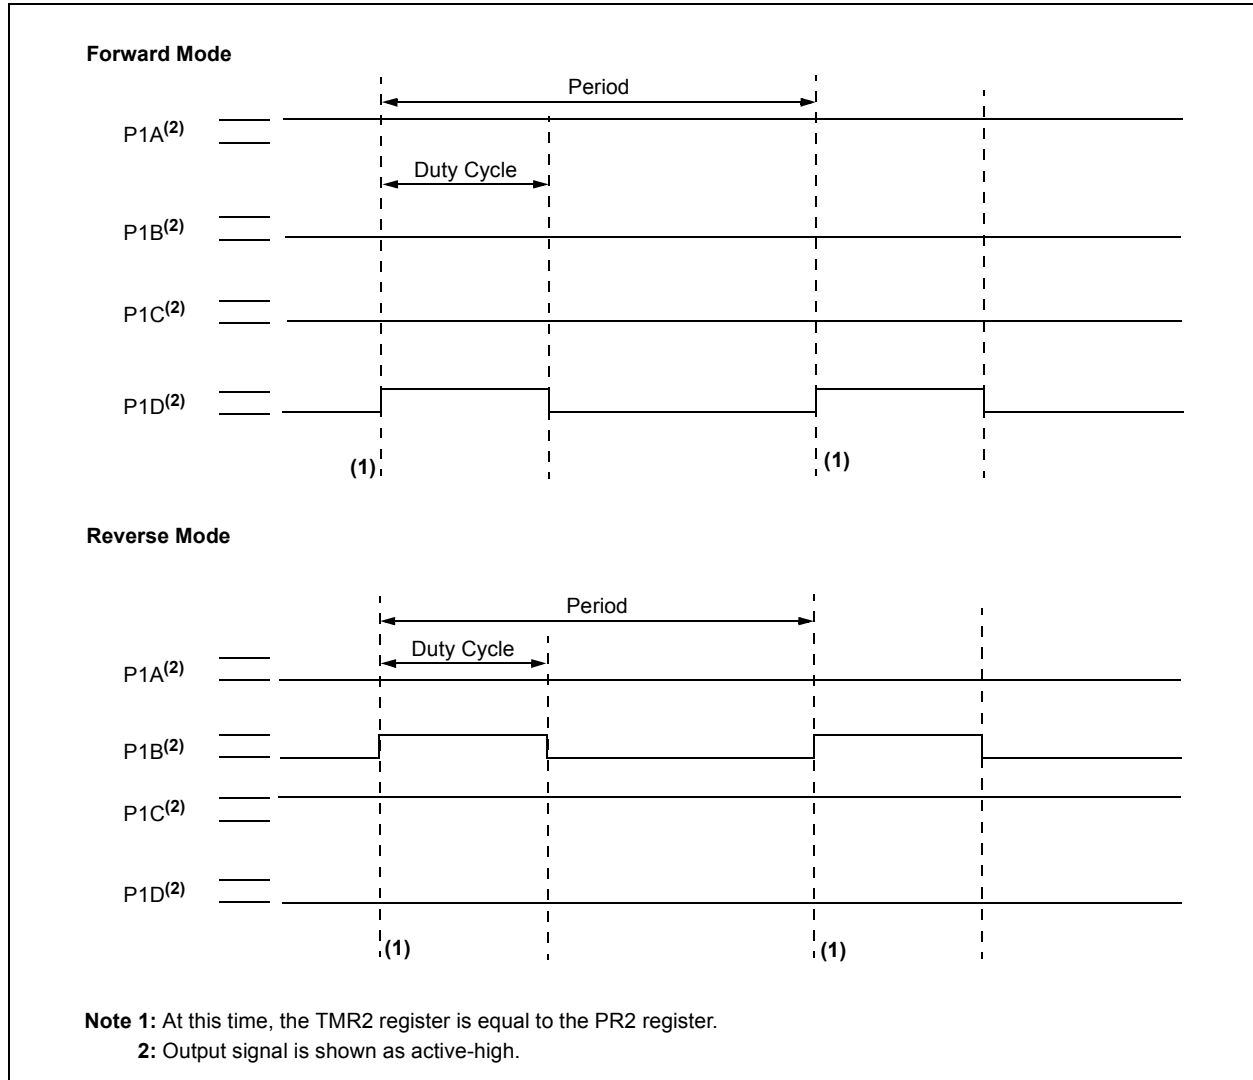 Forward Mode
Period
P1A(2)
Duty Cycle
P1B(2)
P1C(2)
P1D(2)
(1)
(1)
Reverse Mode
Period
Duty Cycle
P1A(2)
P1B(2)
P1C(2)
P1D(2)
(1)
(1)
Note 1: At this time, the TMR2 register is equal to the PR2 register.
2: Output signal is shown as active-high.